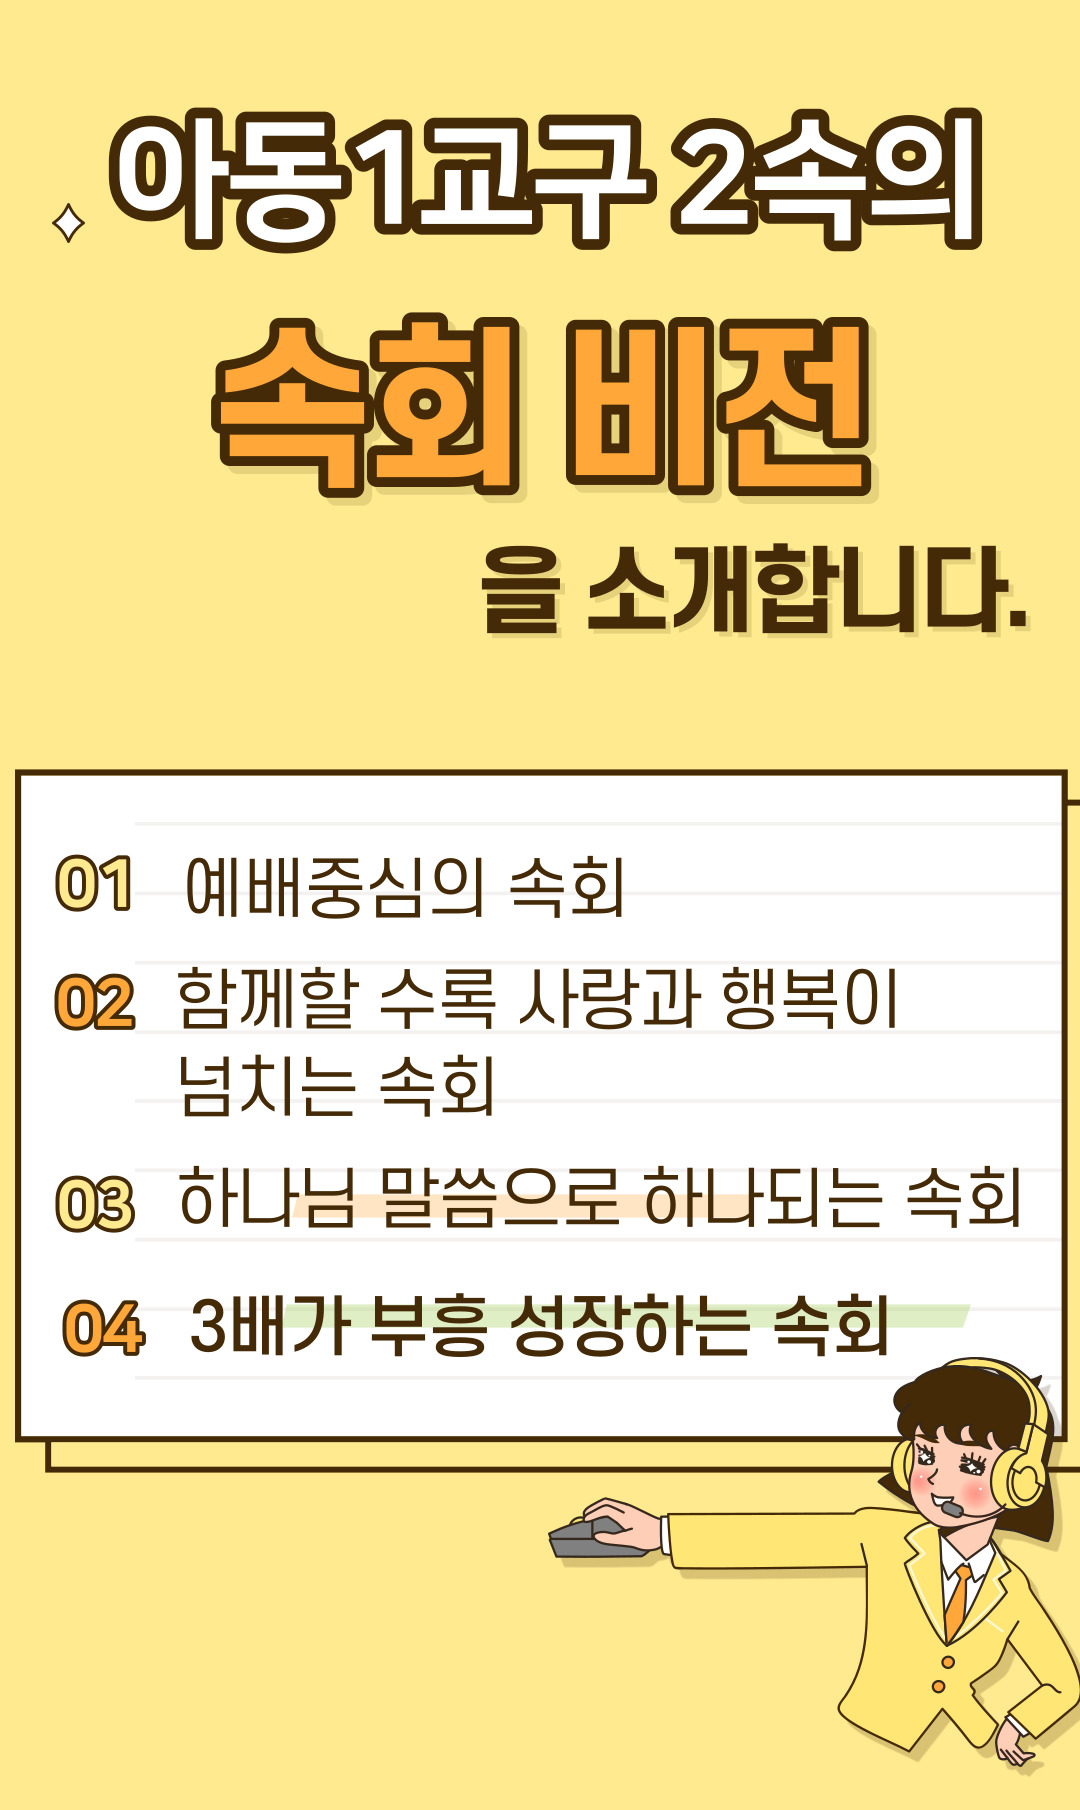 아동1교구 2속의
속회 비전
을 소개합니다.
01 예배중심의 속회
02 함께할 수록 사랑과 행복이
넘치는 속회
03 하나님 말씀으로 하나되는 속회
04 3배가 부흥 성장하는 속회